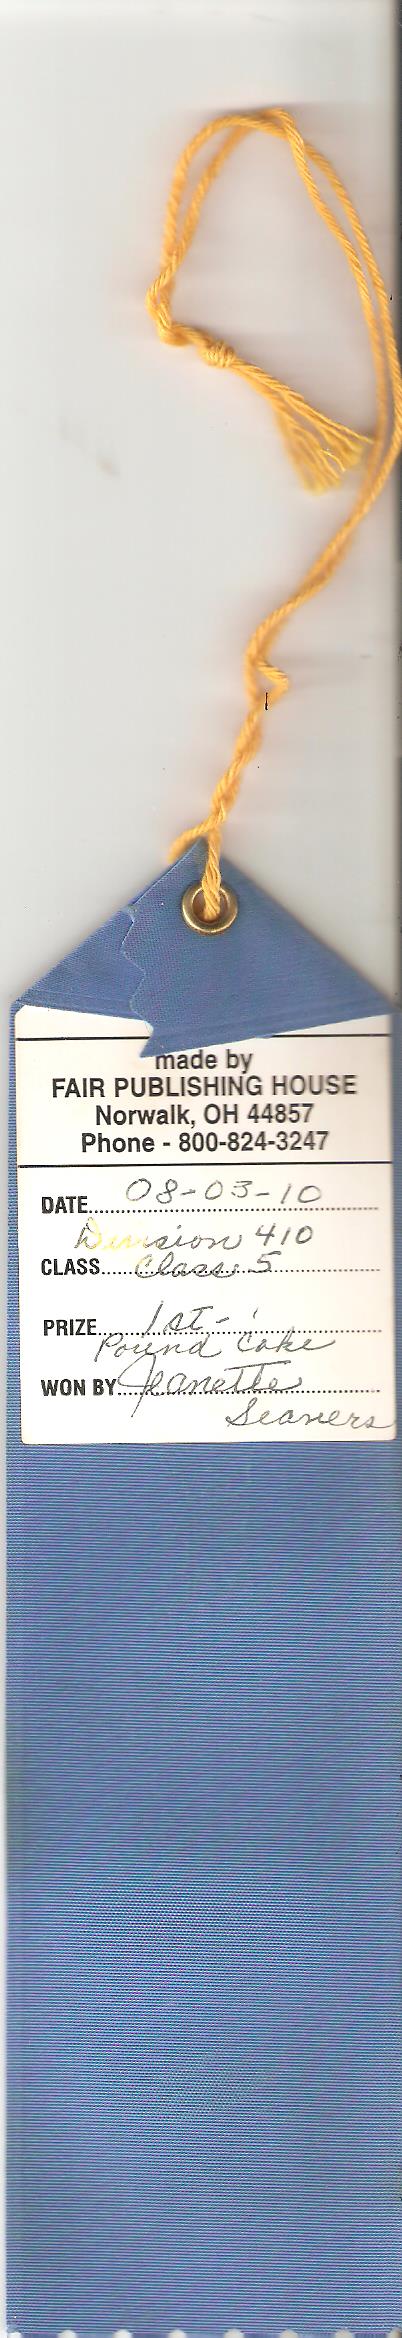 made by
FAIR PUBLISHING HOUSE
Norwalk, OH 44857
Phone - 800-824-3247
DATE 08-03-10
Division 410
CLASS Class 5
PRIZE 1st -
Pound Cake
WON BY Jeanette
Seavers